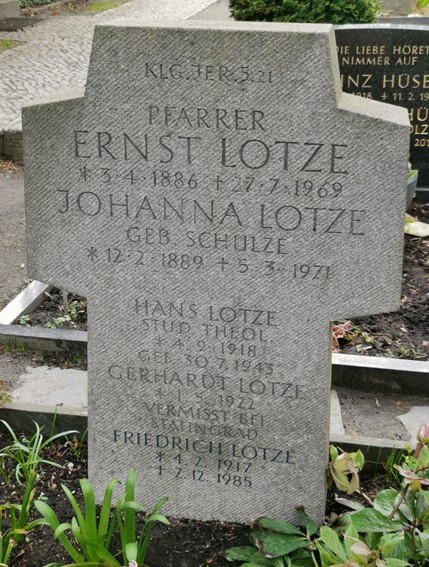 KLG. JER. 5.21
PFARRER
ERNST LOTZE
*3·4·1886 +27·7·1969
JOHANNA LOTZE
GEB. SCHULZE
*12·2·1889 +5·3·1971
HANS LOTZE
STUD. THEOL.
*4·9·1918
GEF. 30.7.1943
GERHARDT LOTZE
*1·5·1922
VERMISST BEI
STALINGRAD
FRIEDRICH LOTZE
*4.2.1917
+2.12.1985
DIE LIEBE HÖRET
NIMMER AUF